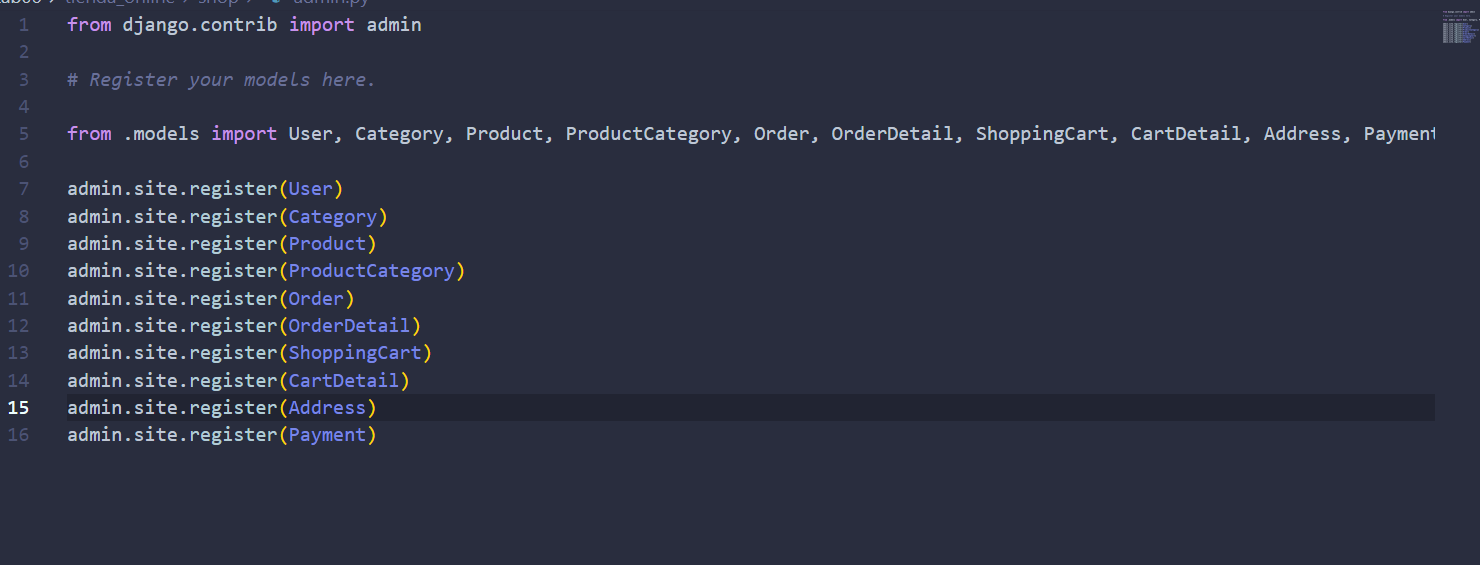 tienda_online > shop > admin.py
1 from django.contrib import admin
2
3 # Register your models here.
4
5 from .models import User, Category, Product, ProductCategory, Order, OrderDetail, ShoppingCart, CartDetail, Address, Payment
6
7 admin.site.register(User)
8 admin.site.register(Category)
9 admin.site.register(Product)
10 admin.site.register(ProductCategory)
11 admin.site.register(Order)
12 admin.site.register(OrderDetail)
13 admin.site.register(ShoppingCart)
14 admin.site.register(CartDetail)
15 admin.site.register(Address)
16 admin.site.register(Payment)